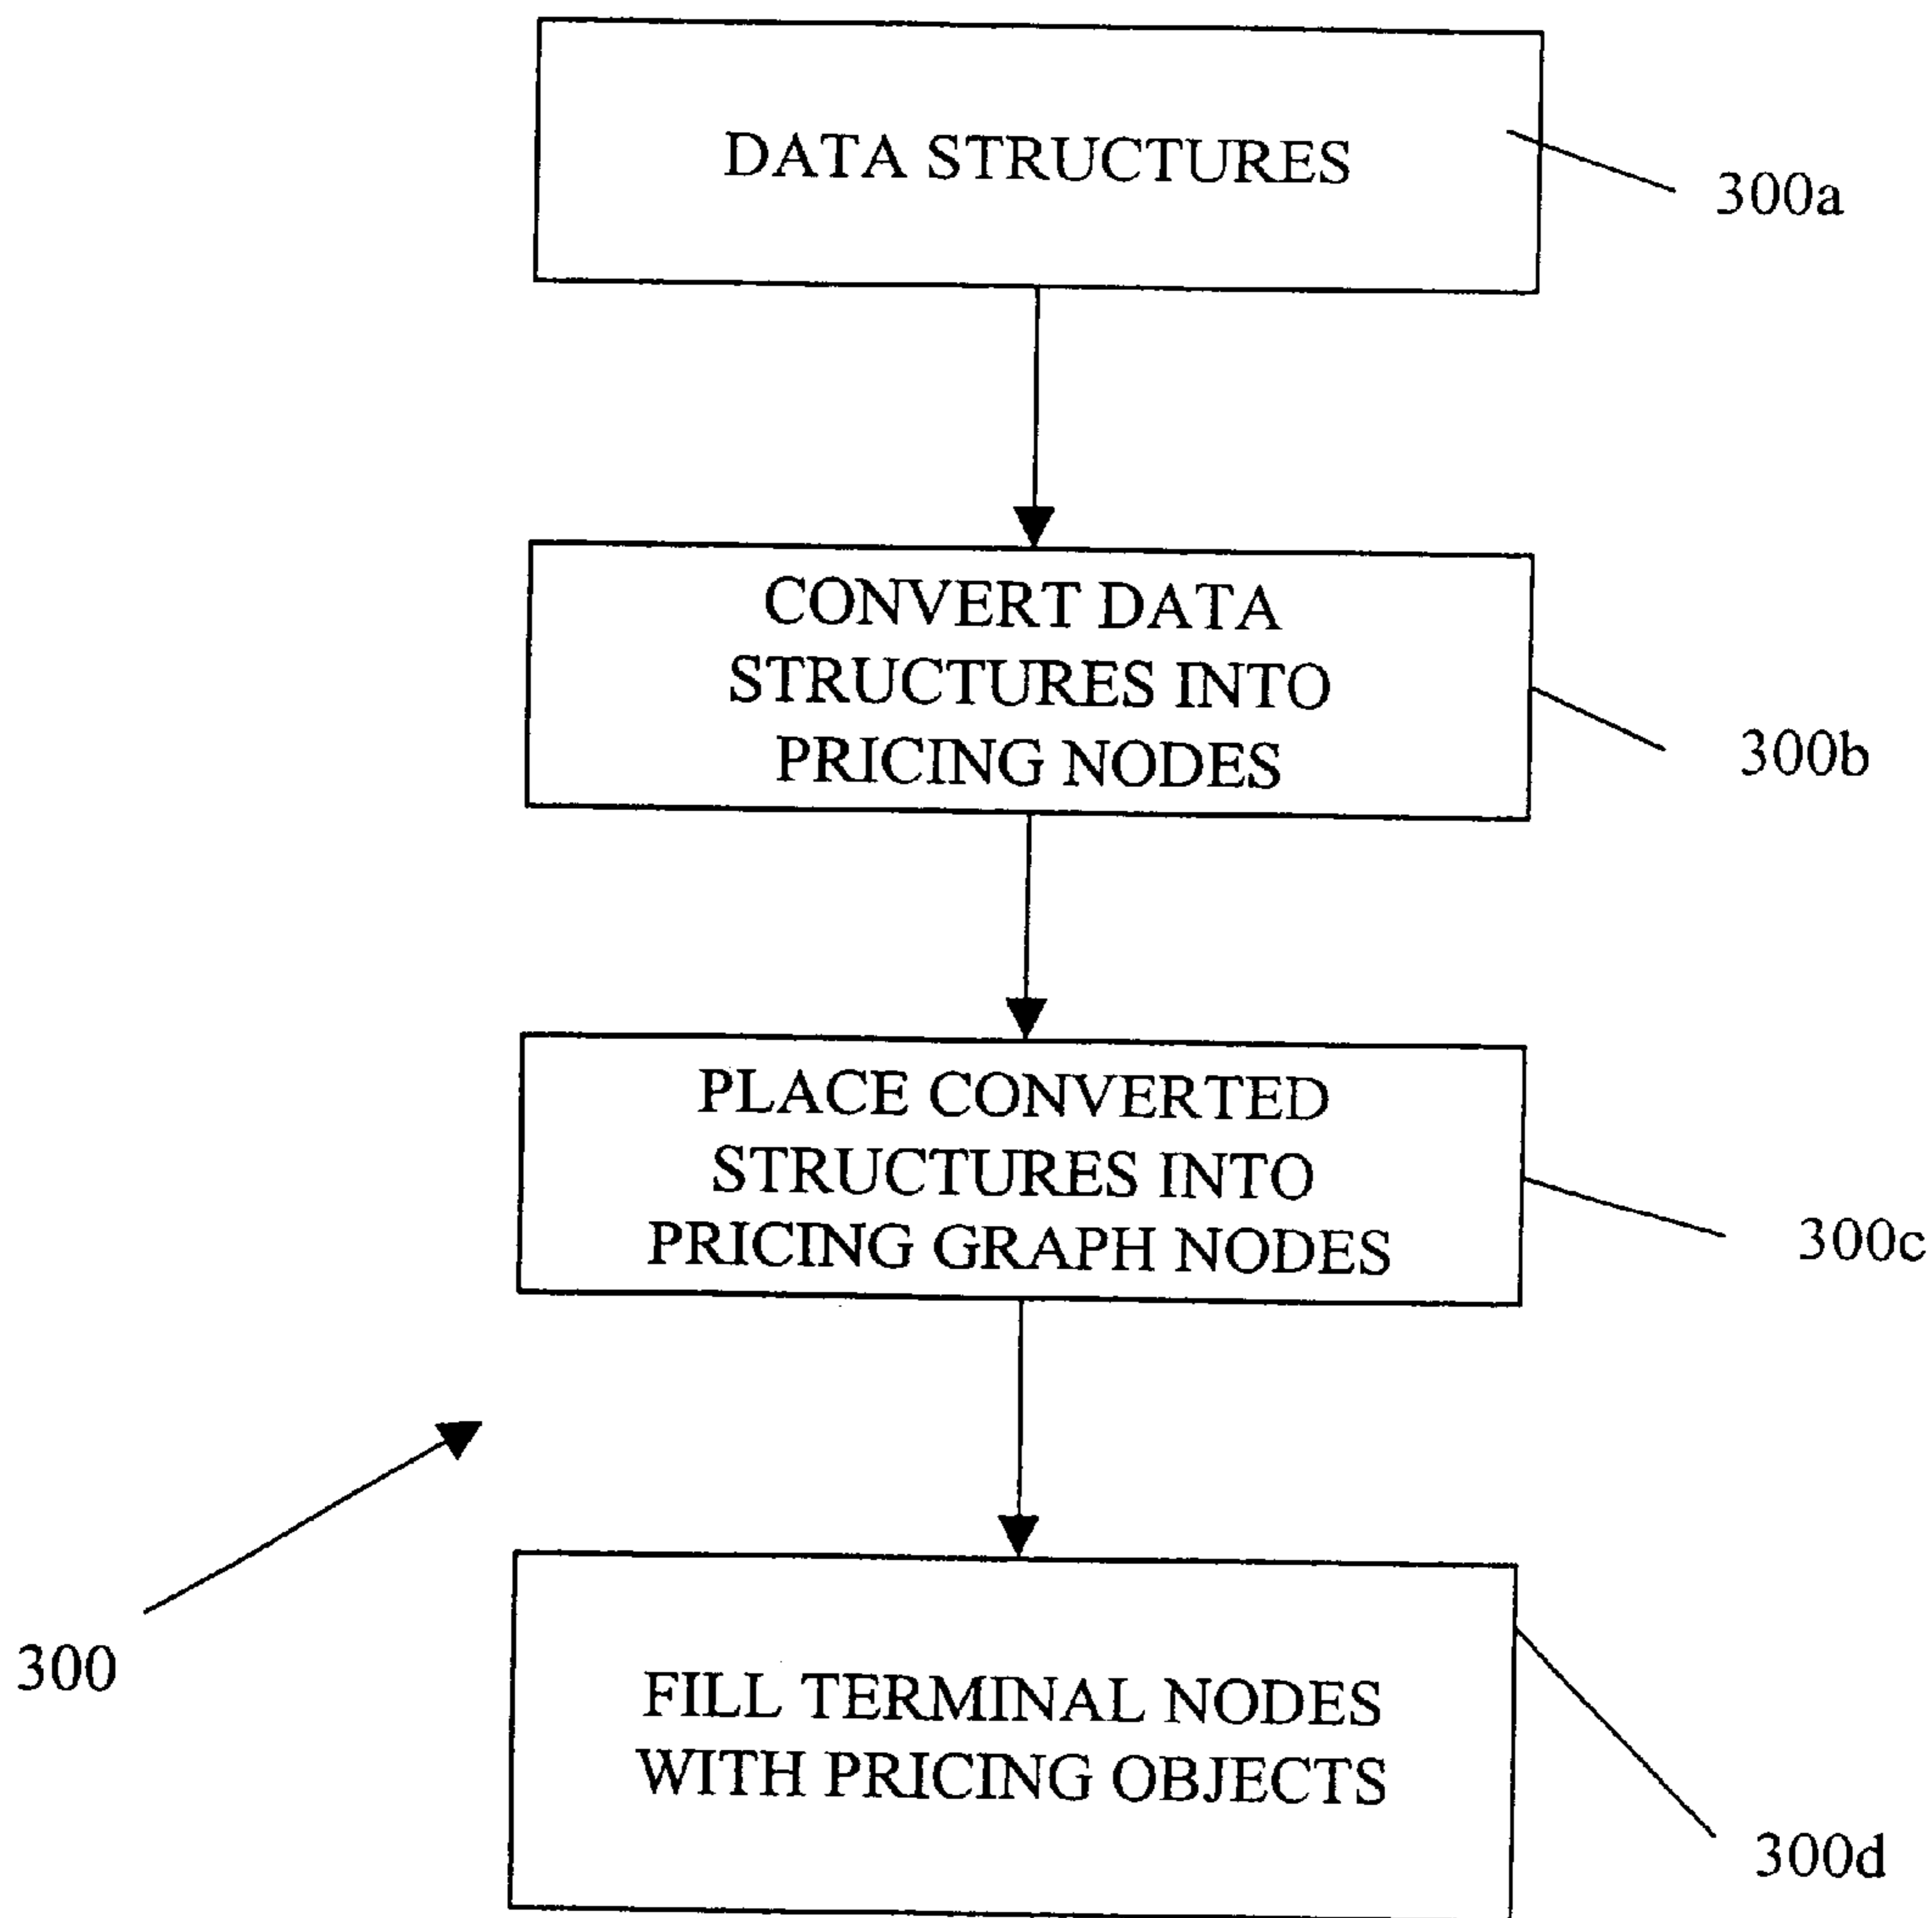 DATA STRUCTURES
300a
CONVERT DATA
STRUCTURES INTO
PRICING NODES
300b
PLACE CONVERTED
STRUCTURES INTO
PRICING GRAPH NODES
300c
300
FILL TERMINAL NODES
WITH PRICING OBJECTS
300d